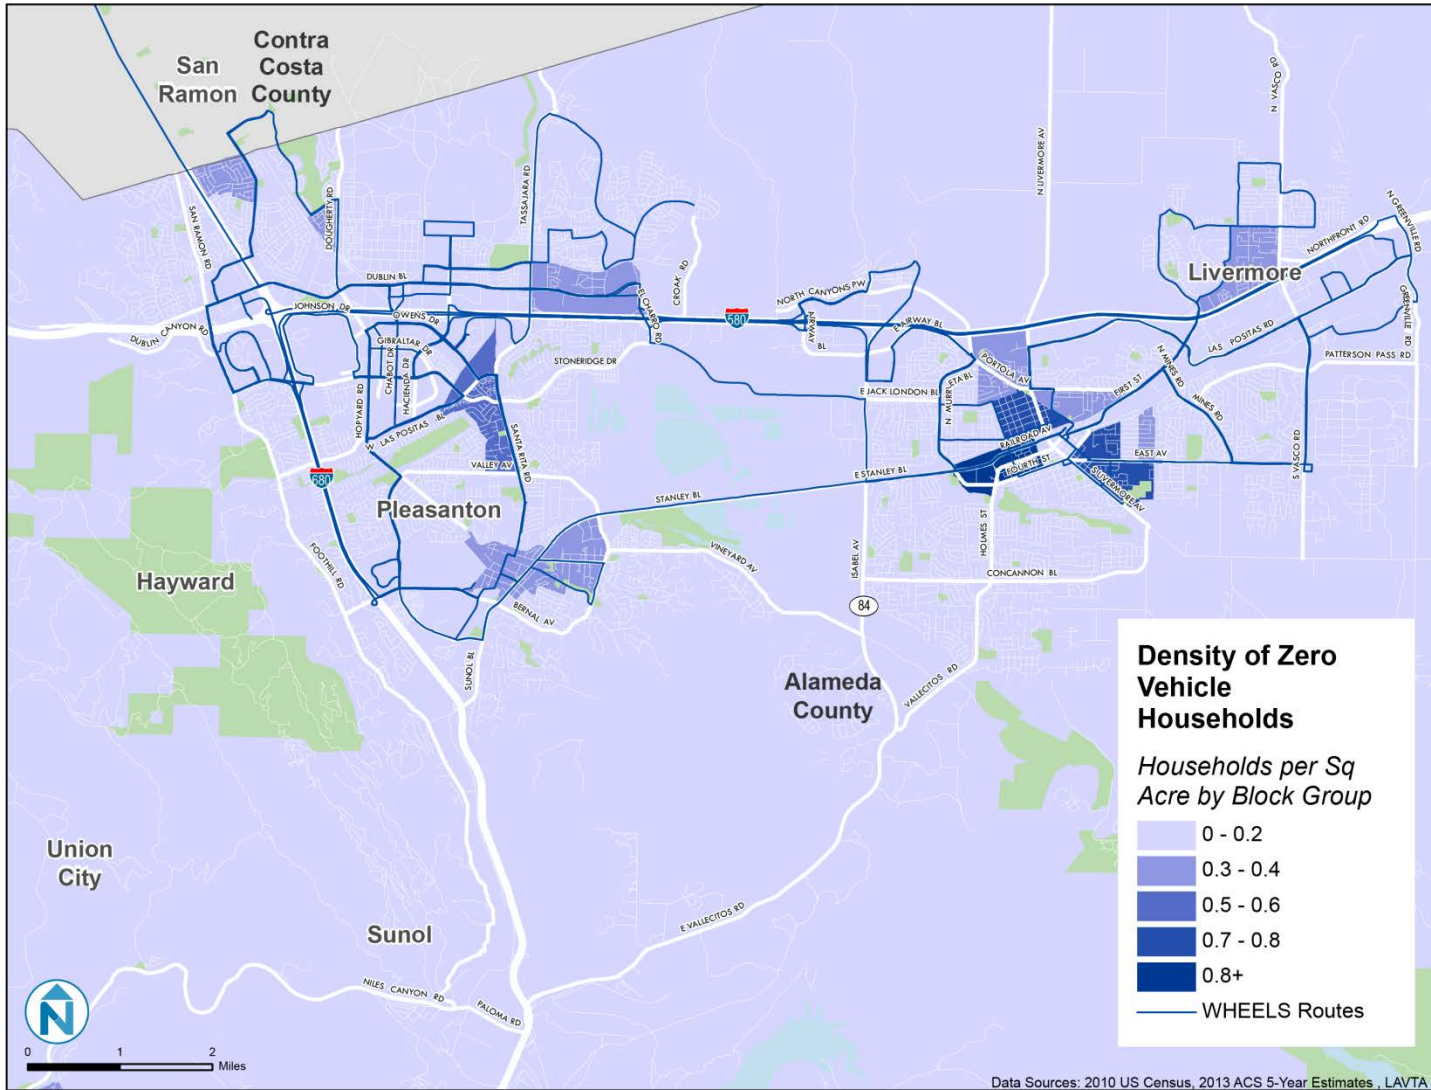 San
Ramon
Contra
Costa
County
N VASCO RD
N LIVERMORE AV
TASSAJARA RD
DOUGHERTY RD
SAN RAMON RD
N GREENVILLE RD
NORTHFRONT RD
Livermore
CROAK RD
DUBLIN BL
NORTH CANYONS PW
JOHNSON DR
EL CHARRO RD
GREENVILLE RD
OWENS DR
580
AIRWAY
BL
E AIRWAY BL
DUBLIN CANYON RD
GIBRALTAR DR
LAS POSITAS RD
STONERIDGE DR
PATTERSON PASS RD
CHABOT DR
HACIENDA DR
PORTOLA AV
N MINES RD
HOPYARD RD
E JACK LONDON BL
N MURRIETA BL
FIRST ST
MINES RD
W LAS POSITAS BL
SANTA RITA RD
RAILROAD AV
S VASCO RD
VALLEY AV
E STANLEY BL
FOURTH ST
EAST AV
680
STANLEY BL
S LIVERMORE AV
Pleasanton
HOLMES ST
FOOTHILL RD
VINEYARD AV
ISABEL AV
Hayward
CONCANNON BL
84
BERNAL AV
SUNOL BL
Alameda
County
VALLECITOS RD
Union
City
Sunol
E VALLECITOS RD
NILES CANYON RD
PALOMA RD
Density of Zero
Vehicle
Households
Households per Sq
Acre by Block Group
0 - 0.2
0.3 - 0.4
0.5 - 0.6
0.7 - 0.8
0.8+
WHEELS Routes
N
0 1 2
Miles
Data Sources: 2010 US Census, 2013 ACS 5-Year Estimates , LAVTA